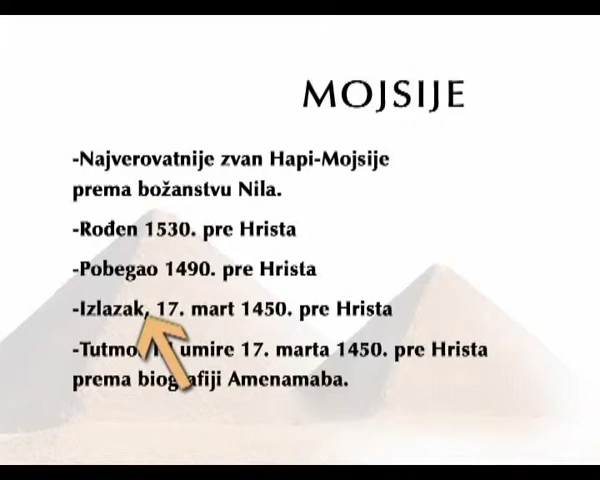 MOJSIJE
-Najverovatnije zvan Hapi-Mojsije
prema božanstvu Nila.
-Rođen 1530. pre Hrista
-Pobegao 1490. pre Hrista
-Izlazak, 17. mart 1450. pre Hrista
umire 17. marta 1450. pre Hrista
prema biografiji Amenamaba.